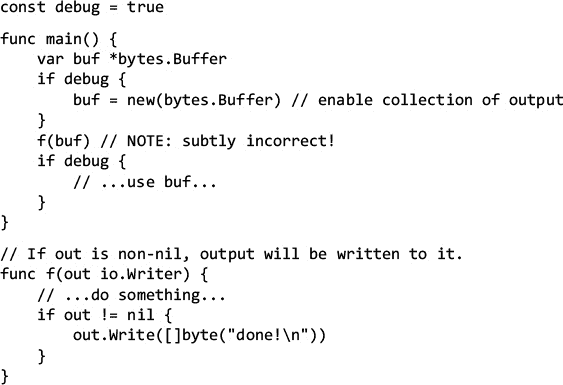 const debug = true
func main() {
    var buf *bytes.Buffer
    if debug {
        buf = new(bytes.Buffer) // enable collection of output
    }
    f(buf) // NOTE: subtly incorrect!
    if debug {
        // ...use buf...
    }
}
// If out is non-nil, output will be written to it.
func f(out io.Writer) {
    // ...do something...
    if out != nil {
        out.Write([]byte("done!\n"))
    }
}